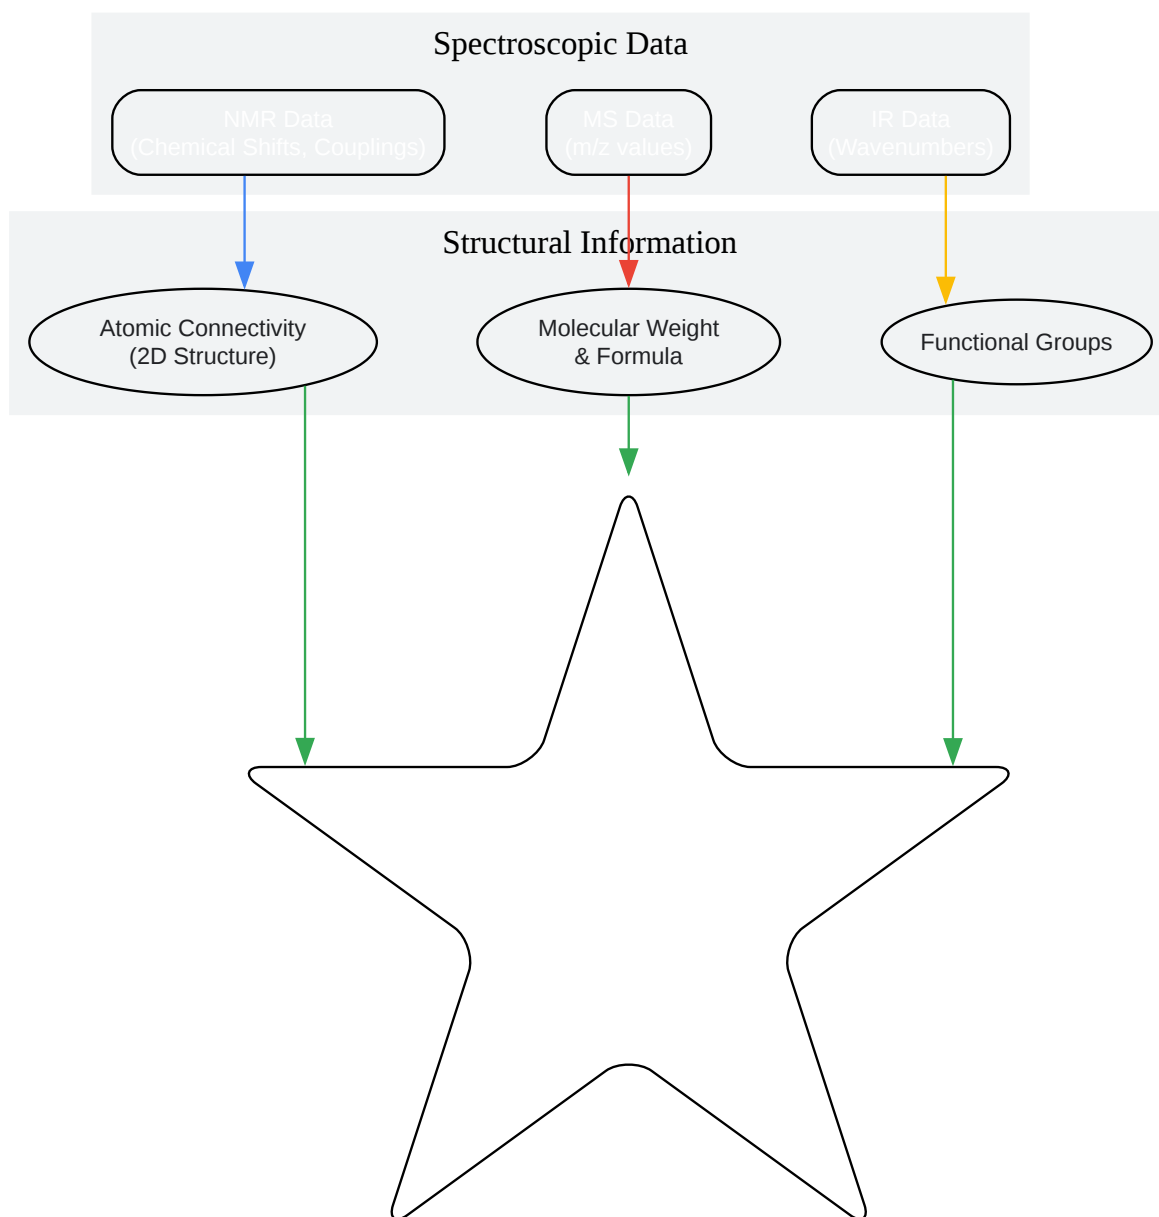 Spectroscopic Data
NMR Data
(Chemical Shifts, Couplings)
MS Data
(m/z values)
IR Data
(Wavenumbers)
Structural Information
Atomic Connectivity
(2D Structure)
Molecular Weight
& Formula
Functional Groups